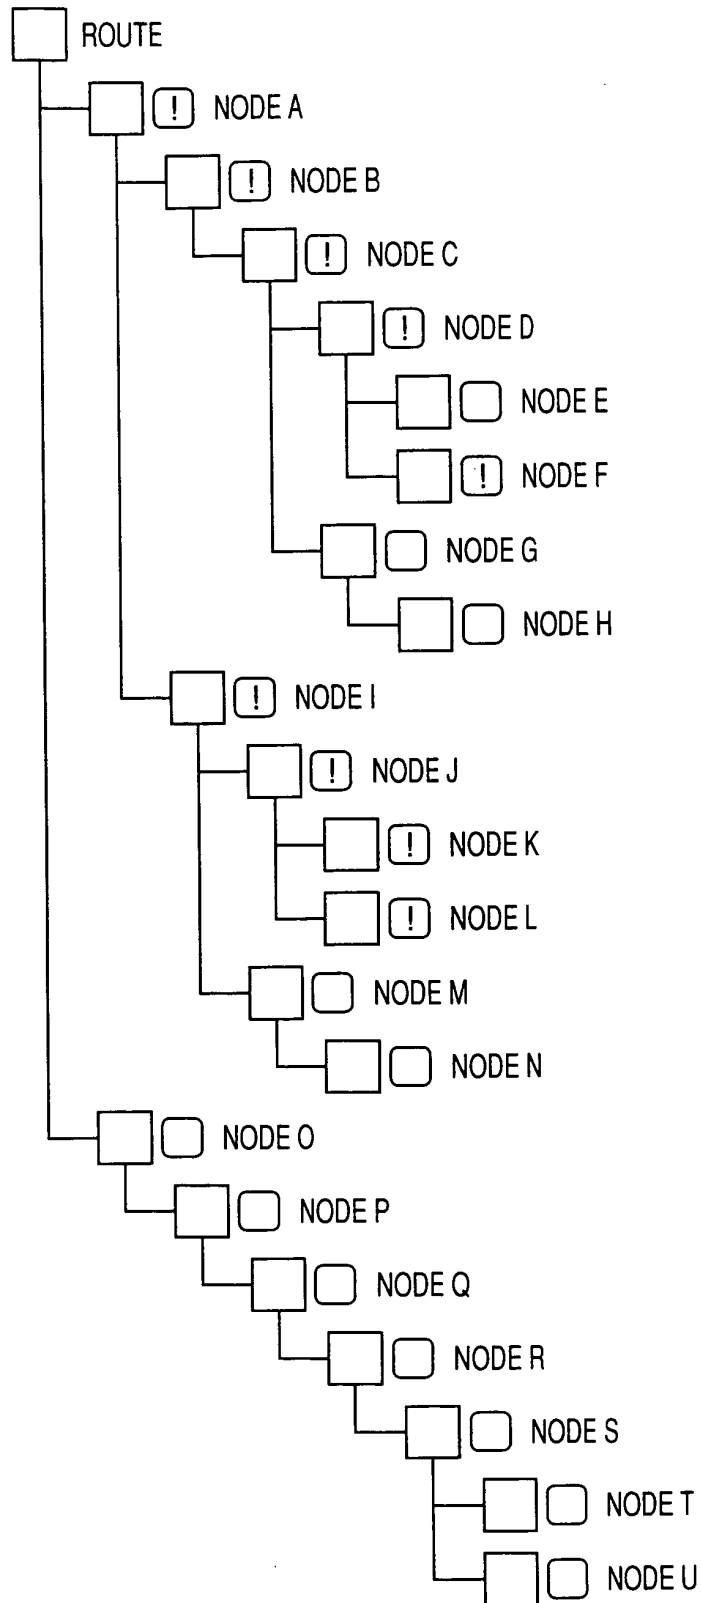 ROUTE
! NODE A
! NODE B
! NODE C
! NODE D
NODE E
! NODE F
NODE G
NODE H
! NODE I
! NODE J
! NODE K
! NODE L
NODE M
NODE N
NODE O
NODE P
NODE Q
NODE R
NODE S
NODE T
NODE U